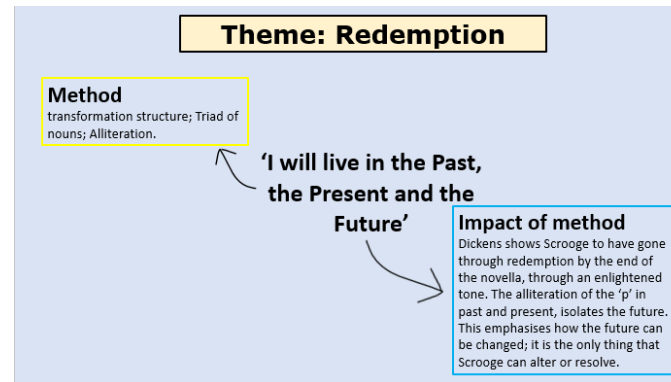 Theme: Redemption
Method
transformation structure; Triad of
nouns; Alliteration.
‘I will live in the Past,
the Present and the
Future’
Impact of method
Dickens shows Scrooge to have gone
through redemption by the end of
the novella, through an enlightened
tone. The alliteration of the ‘p’ in
past and present, isolates the future.
This emphasises how the future can
be changed; it is the only thing that
Scrooge can alter or resolve.